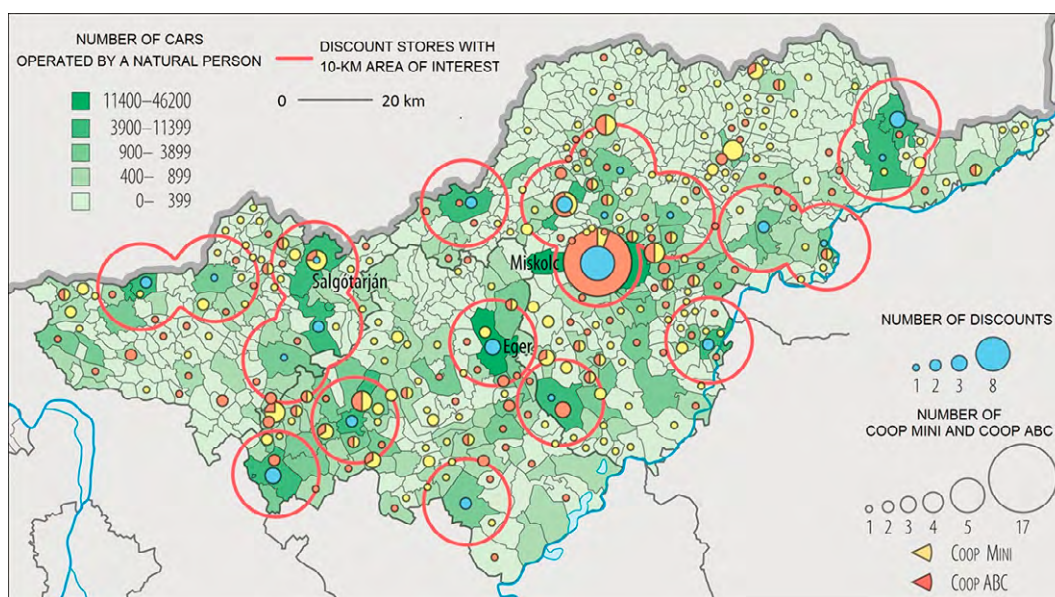 NUMBER OF CARS
OPERATED BY A NATURAL PERSON
11400–46200
3900–11399
900– 3899
400– 899
0– 399
DISCOUNT STORES WITH
10-KM AREA OF INTEREST
0 20 km
Miskolc
Salgótarján
Eger
NUMBER OF DISCOUNTS
1 2 3 8
NUMBER OF
COOP MINI AND COOP ABC
1 2 3 4 5 17
COOP MINI
COOP ABC